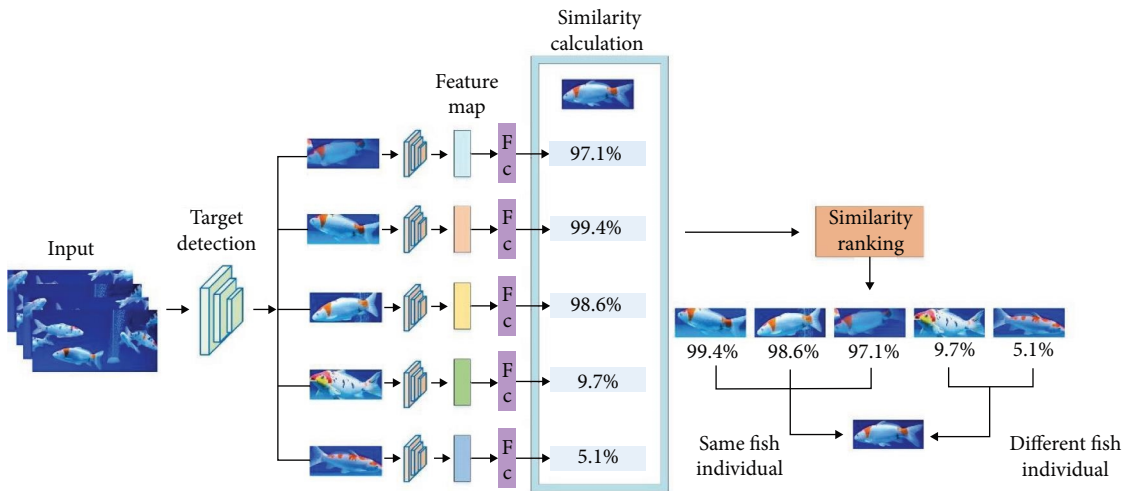 Similarity
calculation
Feature
map
Target
detection
Input
F
c
97.1%
F
c
99.4%
F
c
98.6%
F
c
9.7%
F
c
5.1%
Similarity
ranking
99.4%
98.6%
97.1%
9.7%
5.1%
Same fish
individual
Different fish
individual